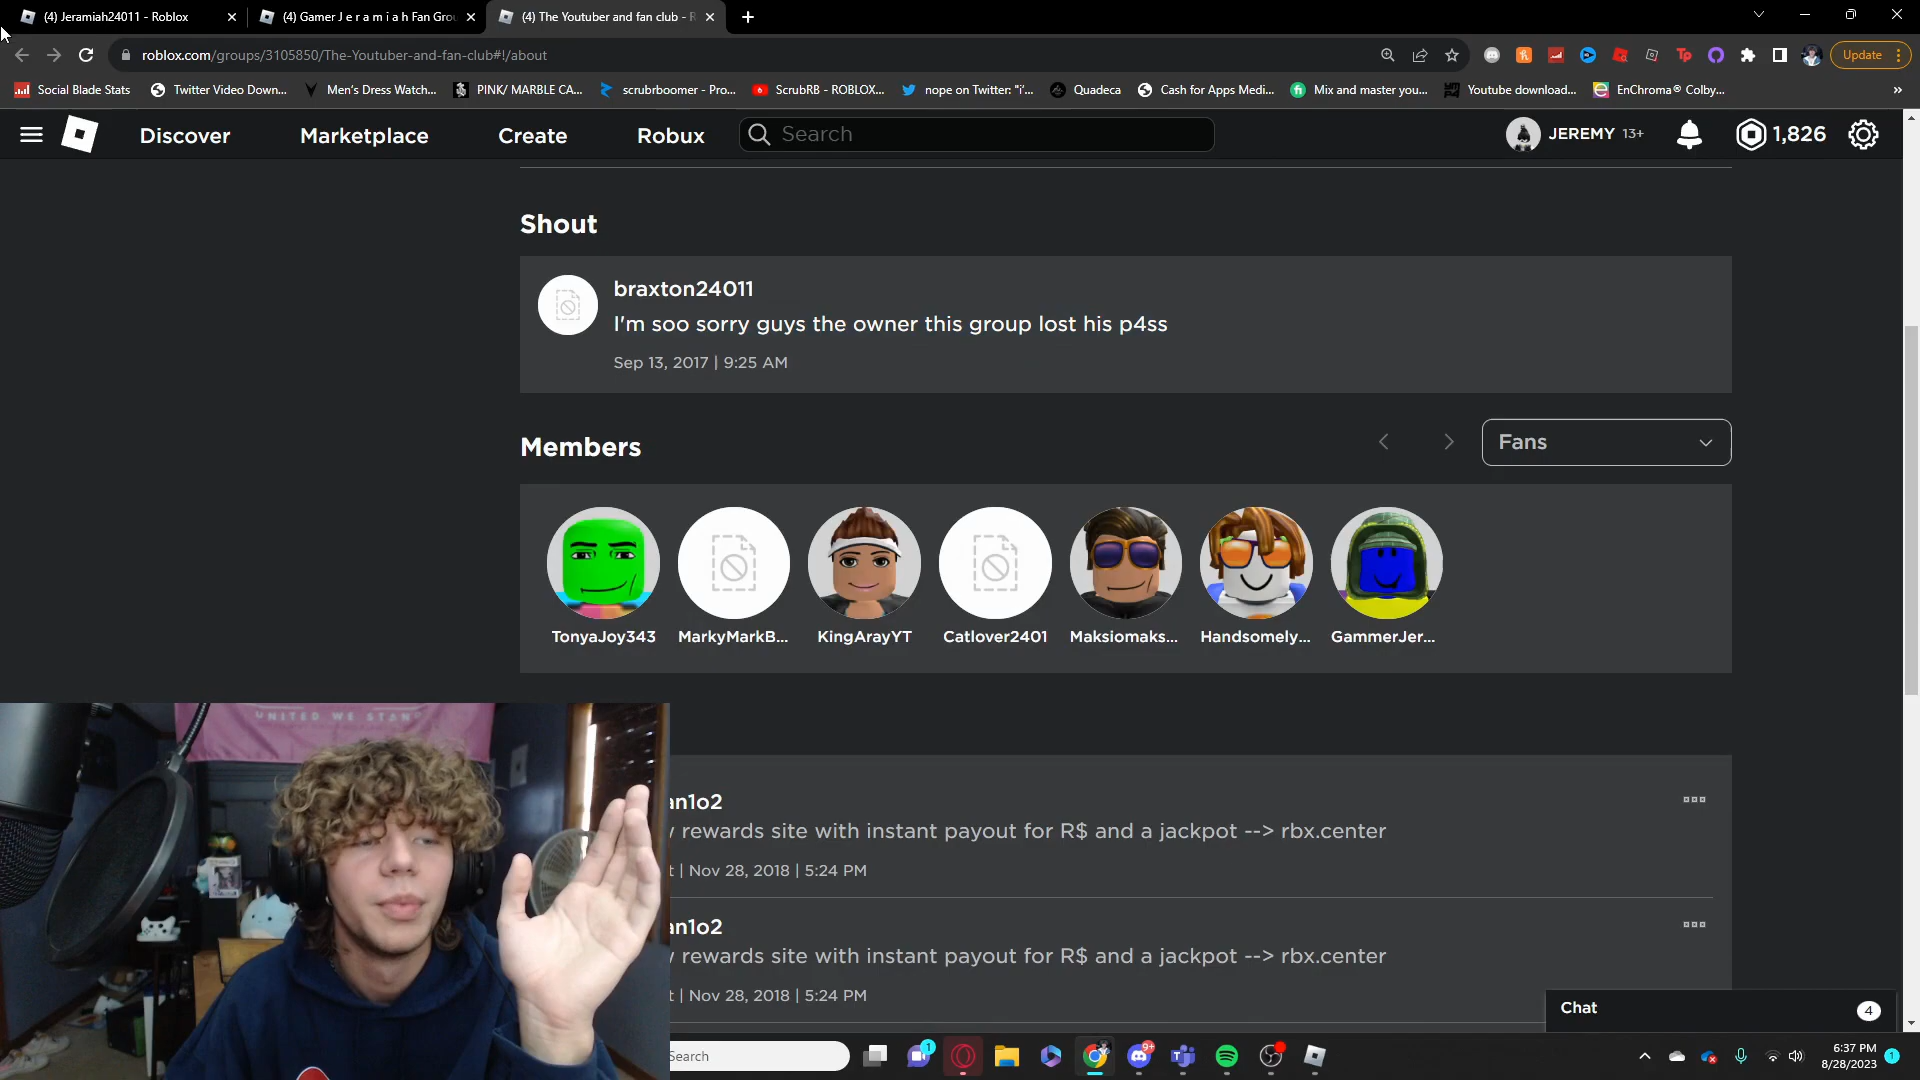 (4) Jeramiah24011 - Roblox
(4) Gamer J e r a m i a h Fan Gro
(4) The Youtuber and fan club - R
roblox.com/groups/3105850/The-Youtuber-and-fan-club#!/about
Update
Social Blade Stats
Twitter Video Down...
Men's Dress Watch...
PINK/ MARBLE CA...
scrubrboomer - Pro...
ScrubRB - ROBLOX...
nope on Twitter: "i'...
Quadeca
Cash for Apps Medi...
Mix and master you...
Youtube download...
EnChroma® Colby...
Discover
Marketplace
Create
Robux
Search
JEREMY 13+
1,826
Shout
braxton24011
I'm soo sorry guys the owner this group lost his p4ss
Sep 13, 2017 | 9:25 AM
Members
Fans
TonyaJoy343
MarkyMarkB...
KingArayYT
Catlover2401
Maksiomaks...
Handsomely...
GammerJer...
UNITED WE STAND
an1o2
rewards site with instant payout for R$ and a jackpot --> rbx.center
t | Nov 28, 2018 | 5:24 PM
an1o2
rewards site with instant payout for R$ and a jackpot --> rbx.center
t | Nov 28, 2018 | 5:24 PM
Chat
4
Search
1
9+
6:37 PM
8/28/2023
1